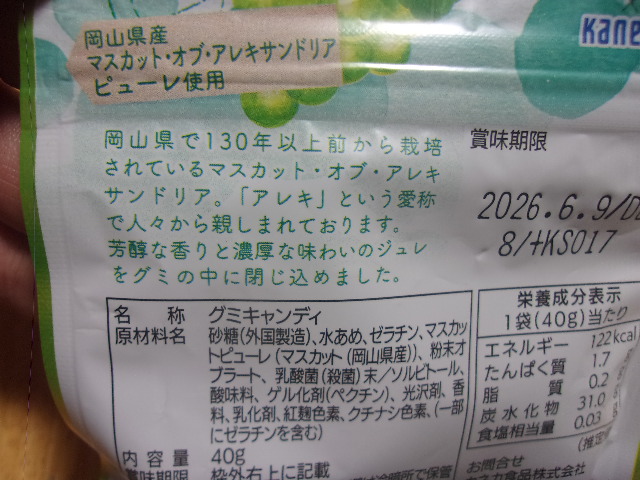 岡山県産
マスカット・オブ・アレキサンドリア
ピューレ使用
Kane
岡山県で130年以上前から栽培
されているマスカット・オブ・アレキ
サンドリア。「アレキ」という愛称
で人々から親しまれております。
芳醇な香りと濃厚な味わいのジュレ
をグミの中に閉じ込めました。
賞味期限
2026.6.9/D
8/+KS017
名称 グミキャンディ
原材料名 砂糖(外国製造)、水あめ、ゼラチン、マスカッ
トピューレ(マスカット(岡山県産))、粉末オ
ブラート、乳酸菌(殺菌)末/ソルビトール、
酸味料、ゲル化剤(ペクチン)、光沢剤、香
料、乳化剤、紅麹色素、クチナシ色素、(一部
にゼラチンを含む)
内容量 40g
賞味期限 枠外右上に記載
栄養成分表示
1袋(40g)当たり
エネルギー 122kcal
たんぱく質 1.7
脂質 0.2
炭水化物 31.0
食塩相当量 0.03
(推定
お問合せ
カネカ食品株式会